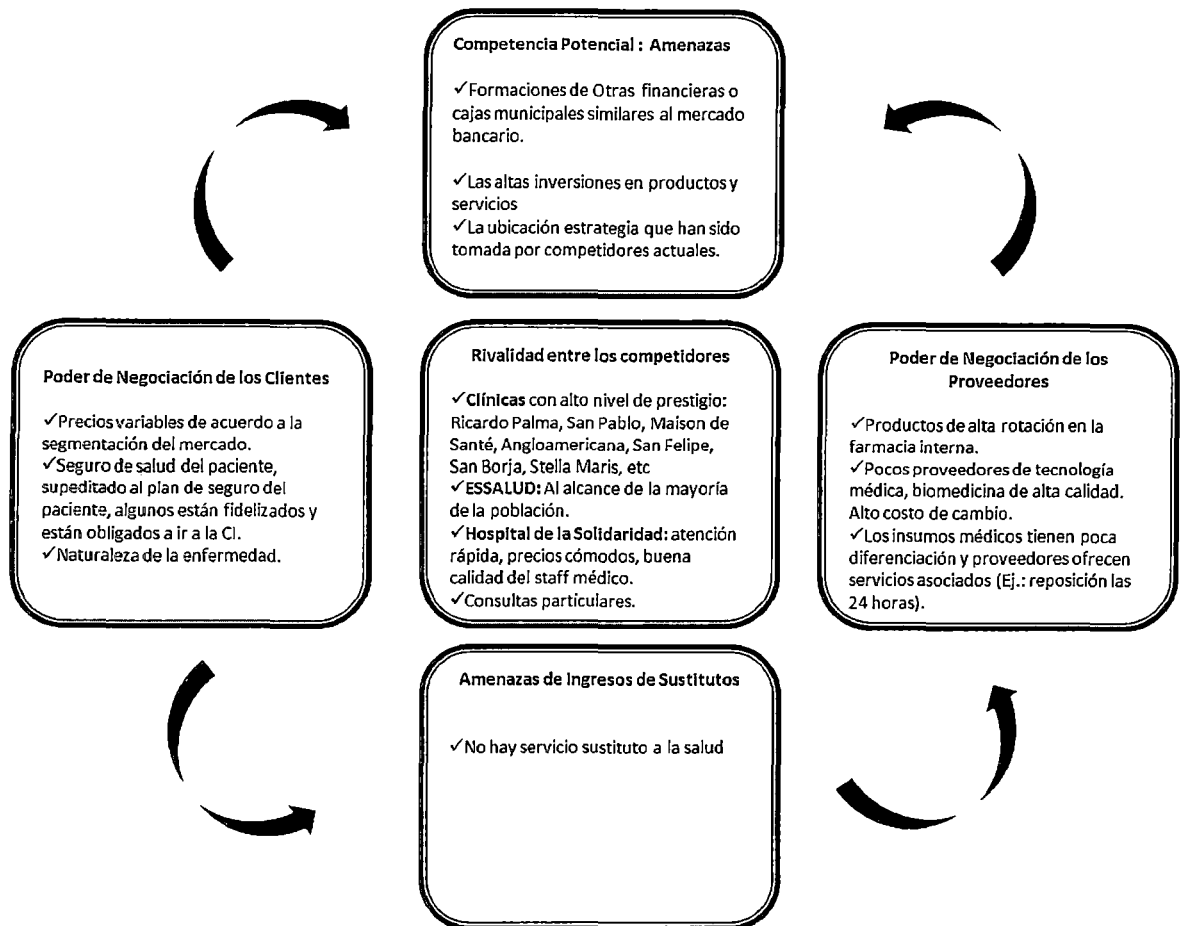 Competencia Potencial : Amenazas
✓Formaciones de Otras financieras o
cajas municipales similares al mercado
bancario.
✓Las altas inversiones en productos y
servicios
✓La ubicación estrategia que han sido
tomada por competidores actuales.
Poder de Negociación de los Clientes
✓Precios variables de acuerdo a la
segmentación del mercado.
✓Seguro de salud del paciente,
supeditado al plan de seguro del
paciente, algunos están fidelizados y
están obligados a ir a la CI.
✓Naturaleza de la enfermedad.
Rivalidad entre los competidores
✓Clínicas con alto nivel de prestigio:
Ricardo Palma, San Pablo, Maison de
Santé, Angloamericana, San Felipe,
San Borja, Stella Maris, etc
✓ESSALUD: Al alcance de la mayoría
de la población.
✓Hospital de la Solidaridad: atención
rápida, precios cómodos, buena
calidad del staff médico.
✓Consultas particulares.
Poder de Negociación de los
Proveedores
✓Productos de alta rotación en la
farmacia interna.
✓Pocos proveedores de tecnología
médica, biomedicina de alta calidad.
Alto costo de cambio.
✓Los insumos médicos tienen poca
diferenciación y proveedores ofrecen
servicios asociados (Ej.: reposición las
24 horas).
Amenazas de Ingresos de Sustitutos
✓No hay servicio sustituto a la salud